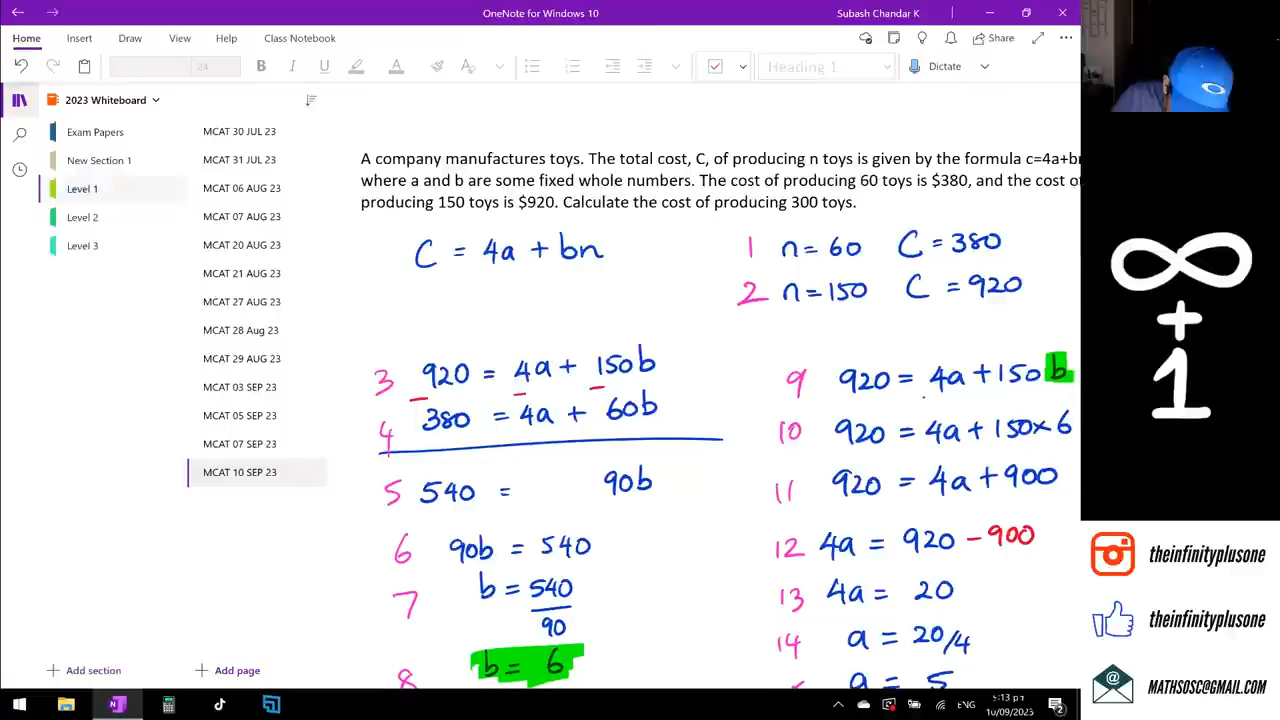 OneNote for Windows 10
Subash Chandar K
Home
Insert
Draw
View
Help
Class Notebook
Share
24
Heading 1
Dictate
2023 Whiteboard
Exam Papers
New Section 1
Level 1
Level 2
Level 3
MCAT 30 JUL 23
MCAT 31 JUL 23
MCAT 06 AUG 23
MCAT 07 AUG 23
MCAT 20 AUG 23
MCAT 21 AUG 23
MCAT 27 AUG 23
MCAT 28 Aug 23
MCAT 29 AUG 23
MCAT 03 SEP 23
MCAT 05 SEP 23
MCAT 07 SEP 23
MCAT 10 SEP 23
A company manufactures toys. The total cost, C, of producing n toys is given by the formula c=4a+bn
where a and b are some fixed whole numbers. The cost of producing 60 toys is $380, and the cost of
producing 150 toys is $920. Calculate the cost of producing 300 toys.
C = 4a + bn
1 n = 60 C = 380
2 n = 150 C = 920
3 920 = 4a + 150b
4 380 = 4a + 60b
5 540 = 90b
6 90b = 540
7 b = 540
90
8 b = 6
9 920 = 4a + 150 b
10 920 = 4a + 150 × 6
11 920 = 4a + 900
12 4a = 920 - 900
13 4a = 20
14 a = 20/4
a = 5
∞
+
1
theinfinityplusone
theinfinityplusone
MATHSOSC@GMAIL.COM
Add section
Add page
ENG
10/09/2023
2